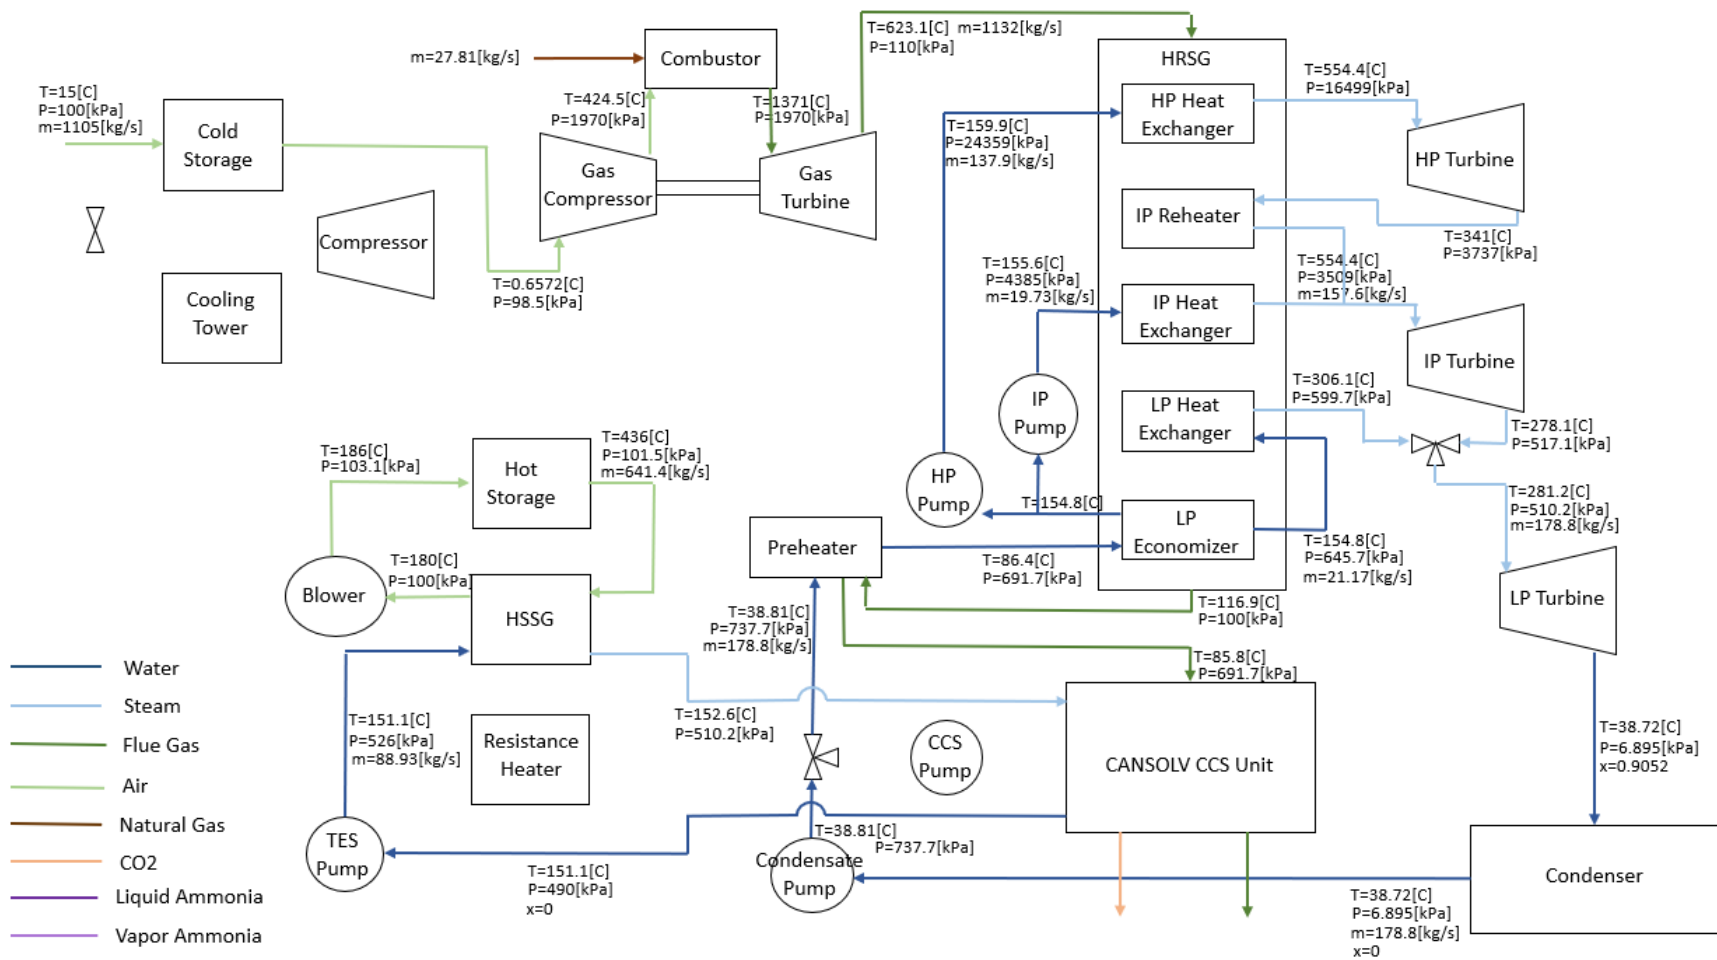 T=15[C]
P=100[kPa]
m=1105[kg/s]
Cold
Storage
m=27.81[kg/s]
Combustor
T=424.5[C]
P=1970[kPa]
T=1371[C]
P=1970[kPa]
Gas
Compressor
Gas
Turbine
T=623.1[C] m=1132[kg/s]
P=110[kPa]
Compressor
Cooling
Tower
T=0.6572[C]
P=98.5[kPa]
HRSG
HP Heat
Exchanger
T=554.4[C]
P=16499[kPa]
HP Turbine
T=159.9[C]
P=24359[kPa]
m=137.9[kg/s]
IP Reheater
T=341[C]
P=3737[kPa]
T=155.6[C]
P=4385[kPa]
m=19.73[kg/s]
IP Heat
Exchanger
T=554.4[C]
P=3509[kPa]
m=157.6[kg/s]
IP Turbine
IP
Pump
LP Heat
Exchanger
T=306.1[C]
P=599.7[kPa]
T=278.1[C]
P=517.1[kPa]
T=186[C]
P=103.1[kPa]
Hot
Storage
T=436[C]
P=101.5[kPa]
m=641.4[kg/s]
HP
Pump
T=154.8[C]
LP
Economizer
T=281.2[C]
P=510.2[kPa]
m=178.8[kg/s]
Preheater
T=86.4[C]
P=691.7[kPa]
T=154.8[C]
P=645.7[kPa]
m=21.17[kg/s]
T=180[C]
P=100[kPa]
Blower
HSSG
T=38.81[C]
P=737.7[kPa]
m=178.8[kg/s]
T=116.9[C]
P=100[kPa]
LP Turbine
T=85.8[C]
P=691.7[kPa]
Water
Steam
Flue Gas
Air
Natural Gas
CO2
Liquid Ammonia
Vapor Ammonia
T=151.1[C]
P=526[kPa]
m=88.93[kg/s]
Resistance
Heater
T=152.6[C]
P=510.2[kPa]
CCS
Pump
CANSOLV CCS Unit
T=38.72[C]
P=6.895[kPa]
x=0.9052
TES
Pump
T=151.1[C]
P=490[kPa]
x=0
T=38.81[C]
P=737.7[kPa]
Condensate
Pump
Condenser
T=38.72[C]
P=6.895[kPa]
m=178.8[kg/s]
x=0